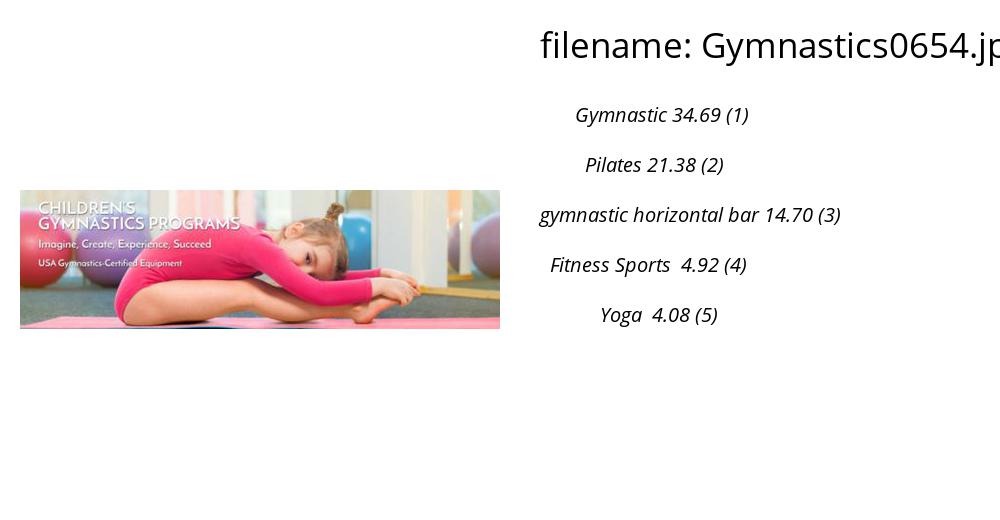 filename: Gymnastics0654.jp
Gymnastic 34.69 (1)
Pilates 21.38 (2)
gymnastic horizontal bar 14.70 (3)
Fitness Sports 4.92 (4)
Yoga 4.08 (5)
CHILDREN'S
GYMNASTICS PROGRAMS
Imagine, Create, Experience, Succeed
USA Gymnastics-Certified Equipment